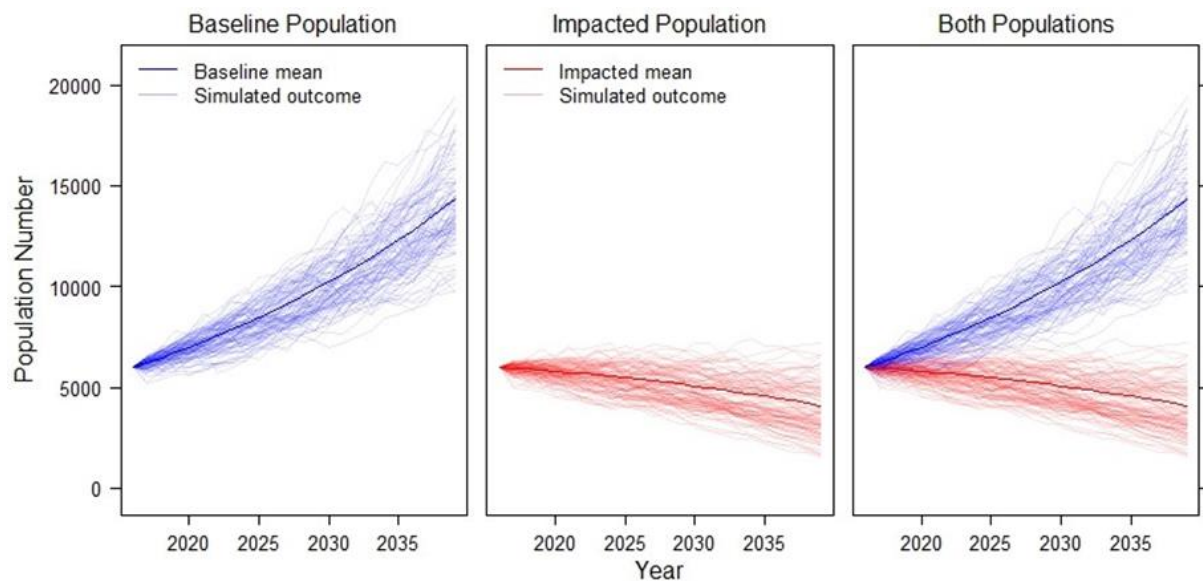 Baseline Population
Impacted Population
Both Populations
Baseline mean
Simulated outcome
Impacted mean
Simulated outcome
Population Number
20000
15000
10000
5000
0
2020 2025 2030 2035
2020 2025 2030 2035
2020 2025 2030 2035
Year